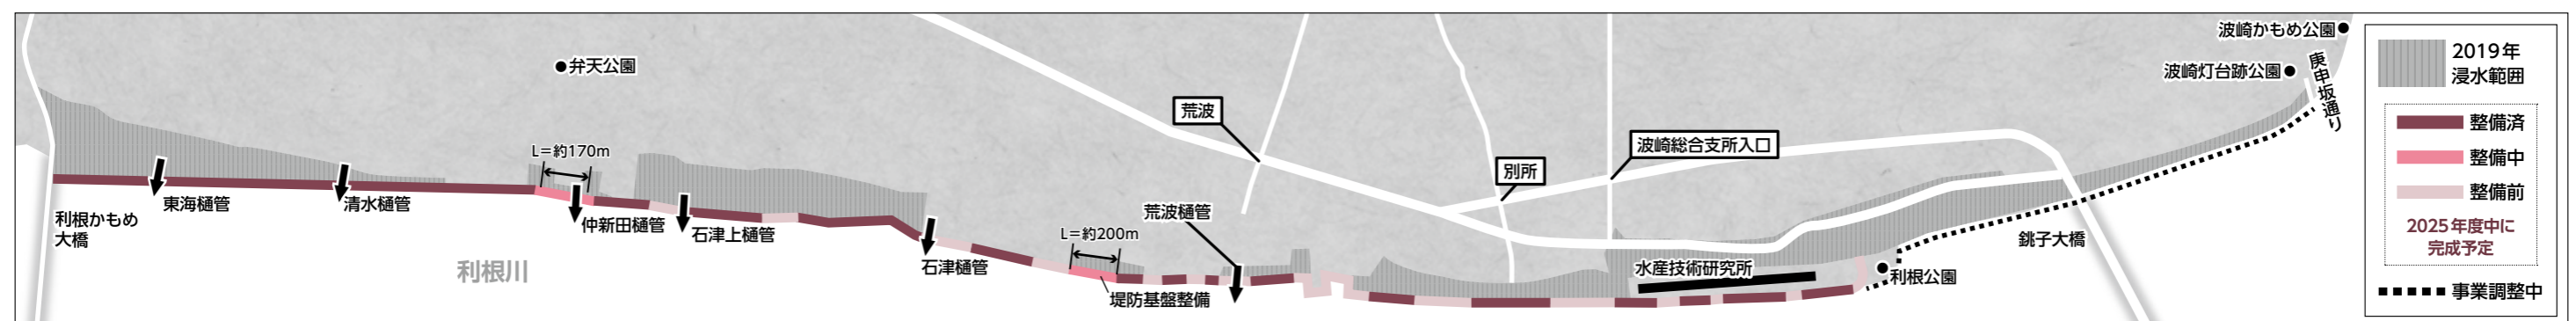 波崎かもめ公園
波崎灯台跡公園
庚申坂通り
弁天公園
荒波
波崎総合支所入口
別所
L=約170m
利根かもめ
大橋
東海樋管
清水樋管
仲新田樋管
石津上樋管
石津樋管
荒波樋管
L=約200m
堤防基盤整備
利根川
水産技術研究所
利根公園
銚子大橋
2019年
浸水範囲
整備済
整備中
整備前
2025年度中に
完成予定
事業調整中